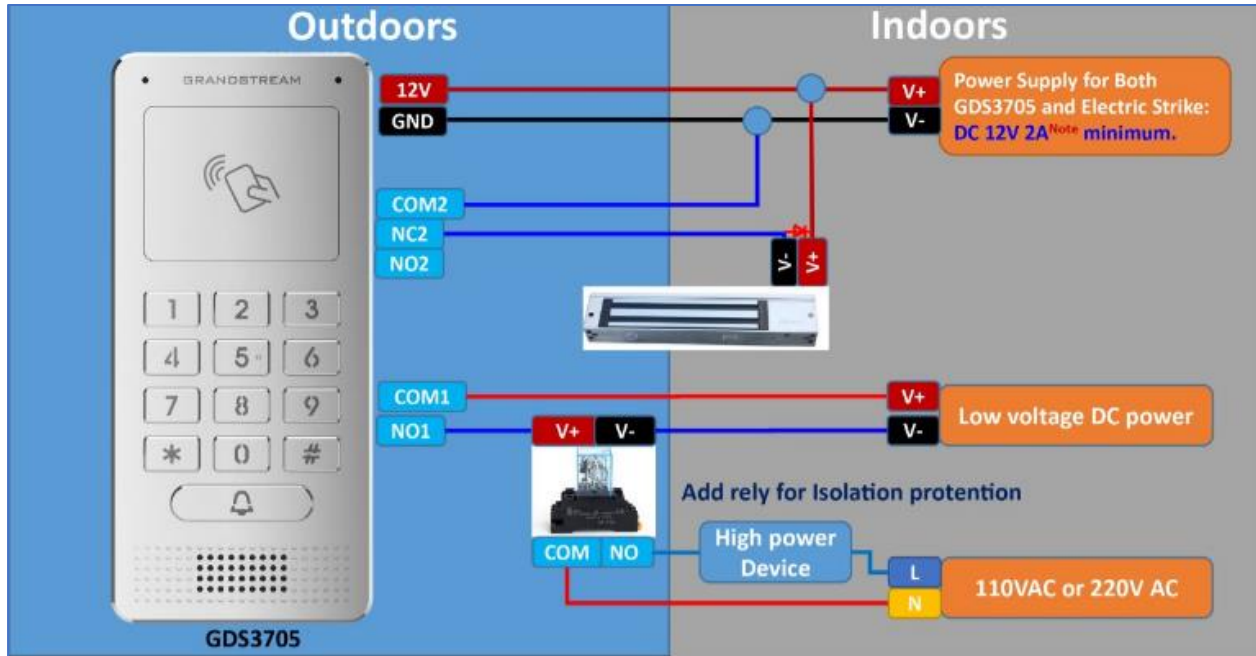 Outdoors
Indoors
GRANDSTREAM
12V
GND
V+
V-
Power Supply for Both
GDS3705 and Electric Strike:
DC 12V 2A Note minimum.
COM2
NC2
NO2
V-
V+
1 2 3
4 5 6
7 8 9
* 0 #
COM1
NO1
V+
V-
V+
V-
Low voltage DC power
Add rely for Isolation protention
COM
NO
High power
Device
L
N
110VAC or 220V AC
GDS3705